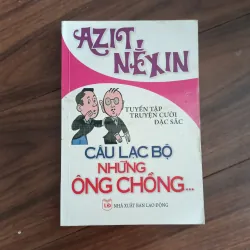 AZIT
NÊXIN
TUYỂN TẬP
TRUYỆN CƯỜI
ĐẶC SẮC
CÂU LẠC BỘ
NHỮNG
ÔNG CHỒNG...
NHÀ XUẤT BẢN LAO ĐỘNG